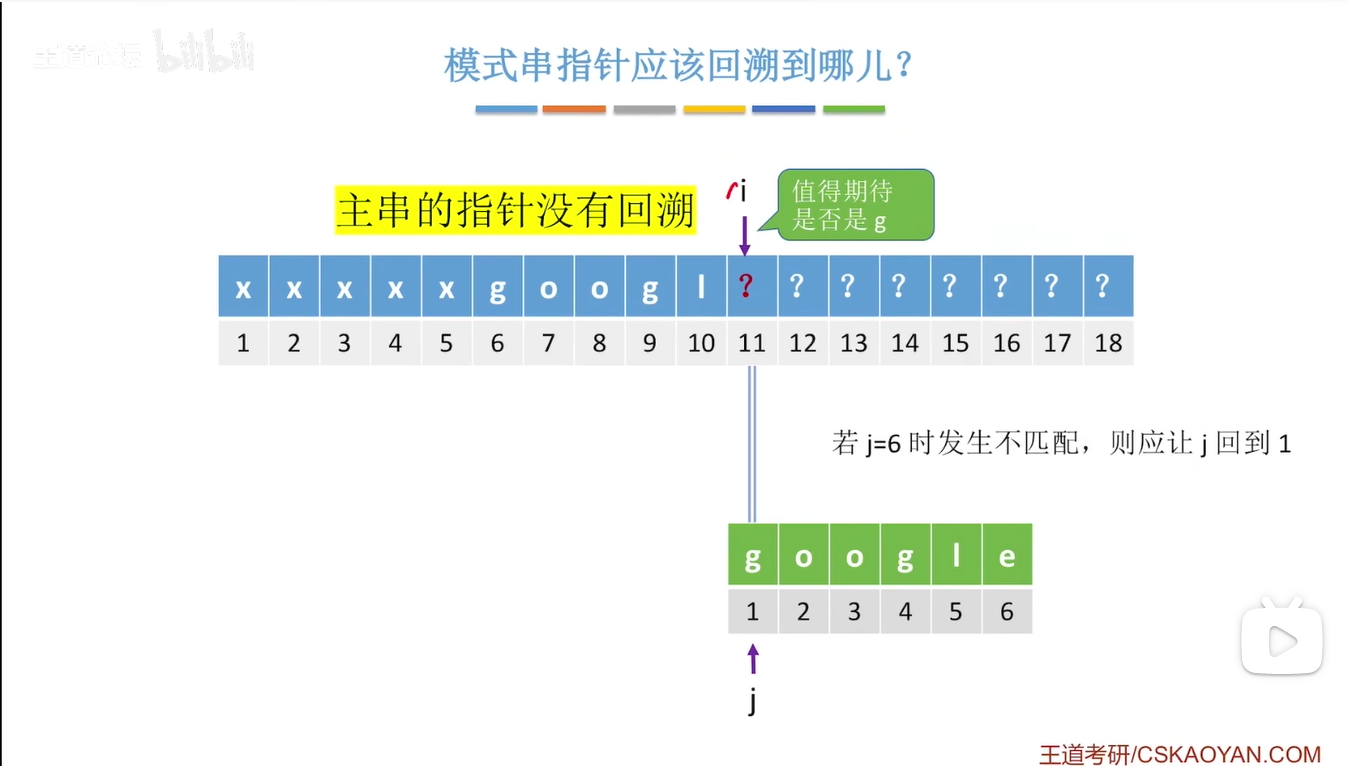 王道论坛 bilibili
模式串指针应该回溯到哪儿？
主串的指针没有回溯
i
值得期待
是否是 g
x x x x x g o o g l ? ? ? ? ? ? ? ?
1 2 3 4 5 6 7 8 9 10 11 12 13 14 15 16 17 18
若 j=6 时发生不匹配，则应让 j 回到 1
g o o g l e
1 2 3 4 5 6
j
王道考研/CSKAOYAN.COM